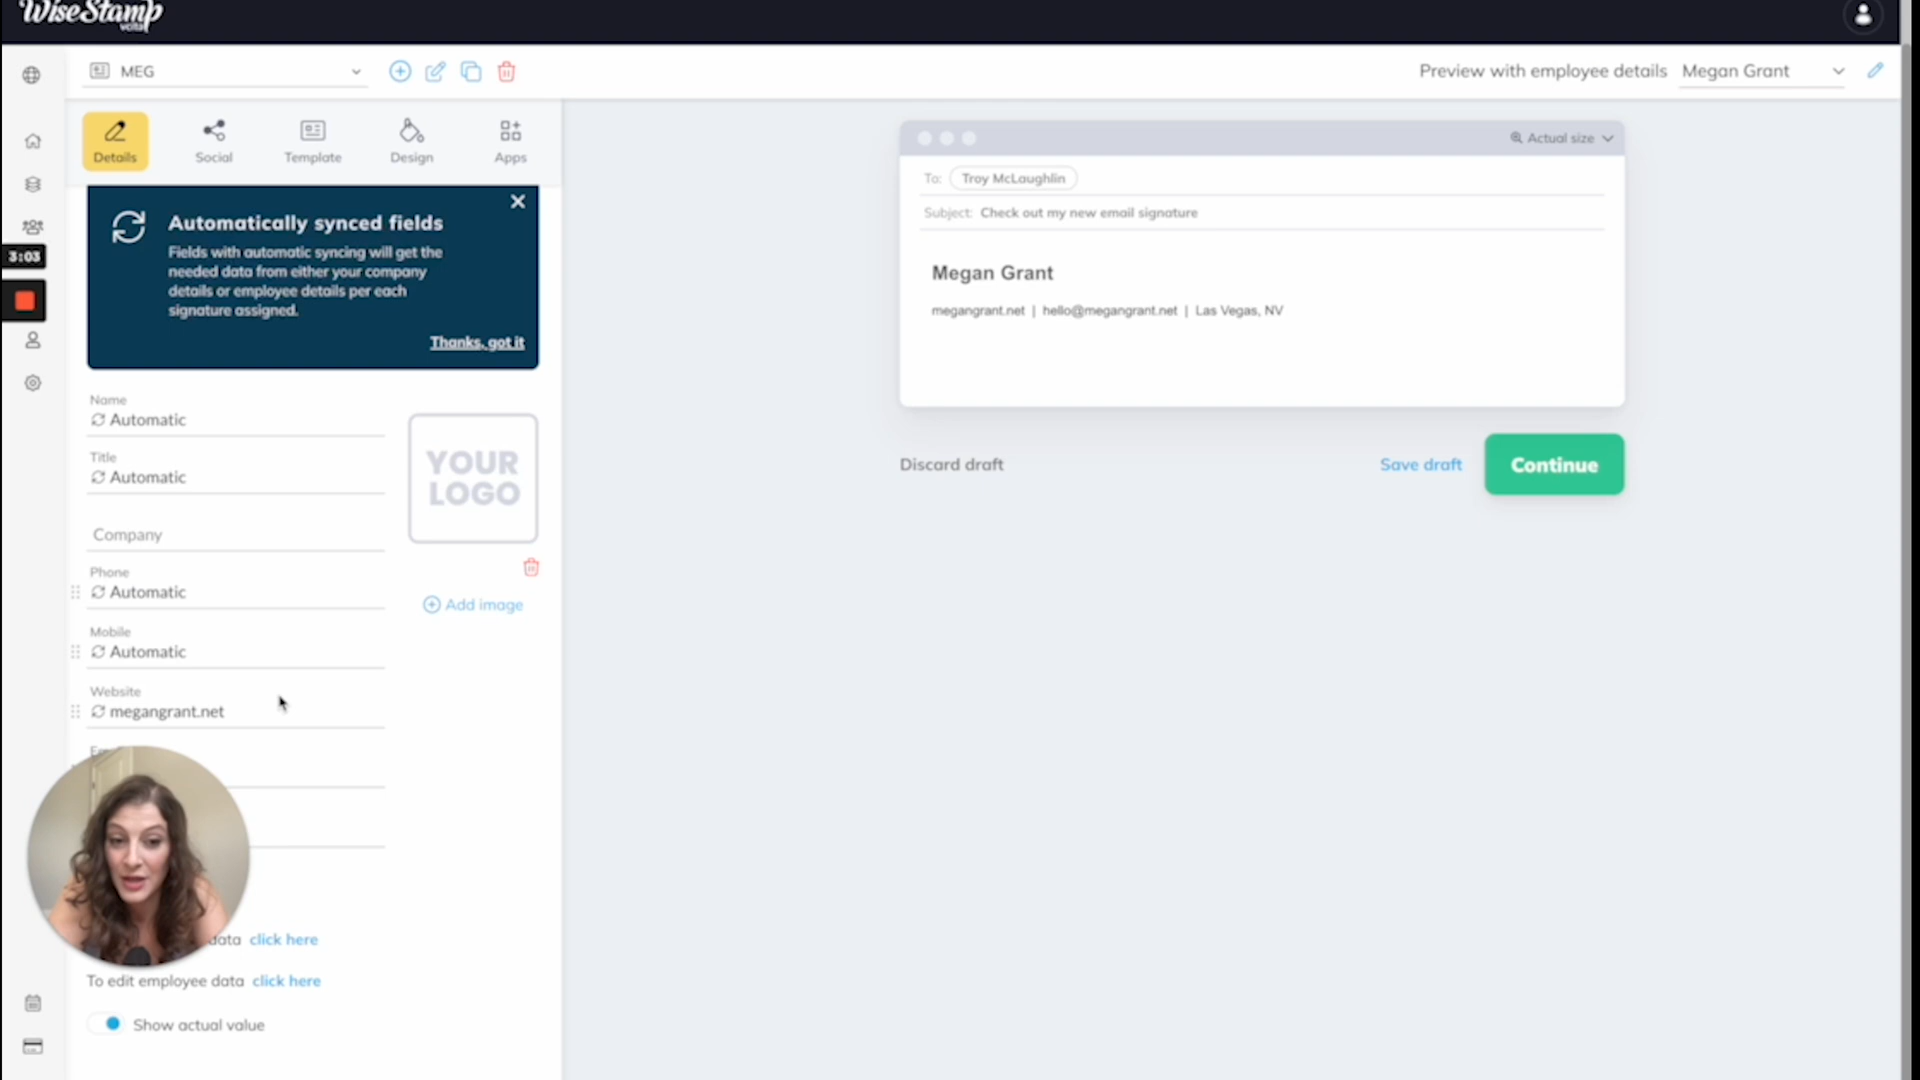 WiseStamp
MEG
Preview with employee details Megan Grant
Details
Social
Template
Design
Apps
Automatically synced fields
Fields with automatic syncing will get the
needed data from either your company
details or employee details per each
signature assigned.
Thanks, got it
3:03
Name
Automatic
Title
Automatic
Company
Phone
Automatic
Mobile
Automatic
Website
megangrant.net
YOUR
LOGO
Add image
data click here
To edit employee data click here
Show actual value
Actual size
To: Troy McLaughlin
Subject: Check out my new email signature
Megan Grant
megangrant.net | hello@megangrant.net | Las Vegas, NV
Discard draft
Save draft
Continue